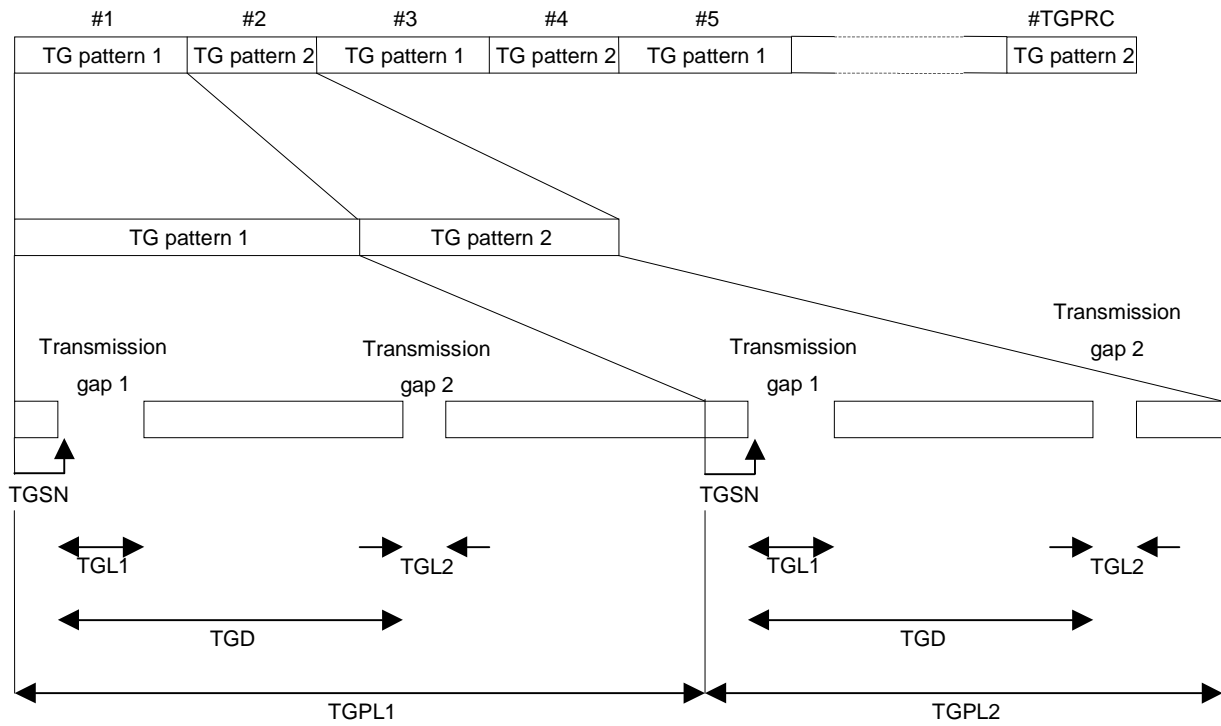 #1 #2 #3 #4 #5 #TGPRC
TG pattern 1 TG pattern 2 TG pattern 1 TG pattern 2 TG pattern 1 TG pattern 2
TG pattern 1 TG pattern 2
Transmission
gap 1
Transmission
gap 2
Transmission
gap 1
Transmission
gap 2
TGSN TGSN
TGL1 TGL2 TGL1 TGL2
TGD TGD
TGPL1 TGPL2